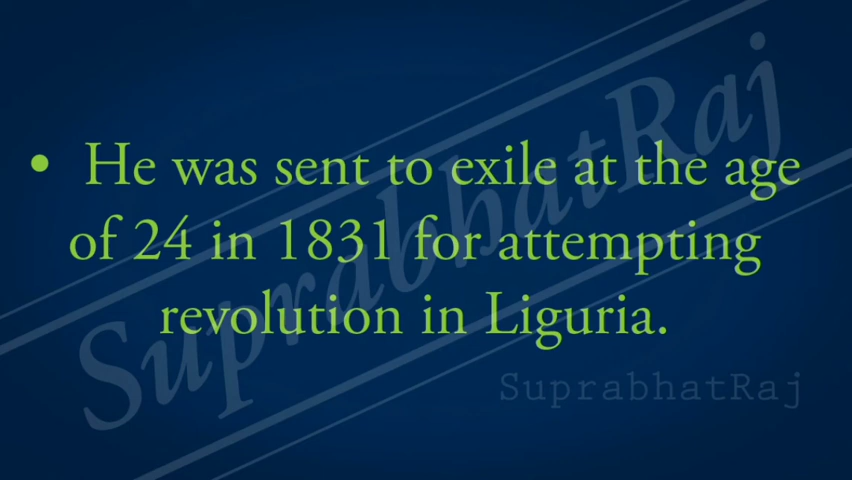 • He was sent to exile at the age
of 24 in 1831 for attempting
revolution in Liguria.
SuprabhatRaj
SuprabhatRaj